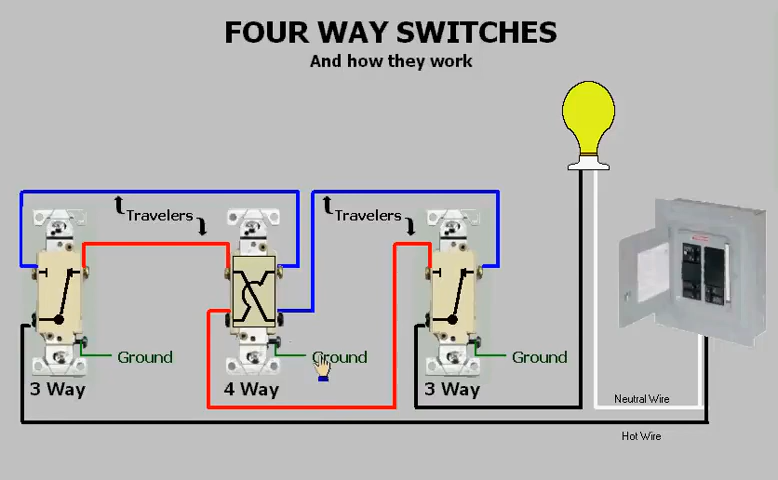 FOUR WAY SWITCHES
And how they work
Travelers
Travelers
Ground
Ground
Ground
3 Way
4 Way
3 Way
Neutral Wire
Hot Wire